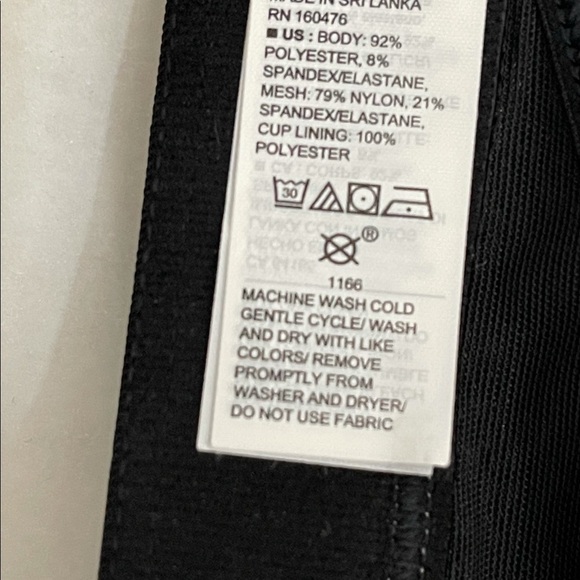 MADE IN SRI LANKA
RN 160476
■ US : BODY: 92%
POLYESTER, 8%
SPANDEX/ELASTANE,
MESH: 79% NYLON, 21%
SPANDEX/ELASTANE,
CUP LINING: 100%
POLYESTER
30
®
1166
MACHINE WASH COLD
GENTLE CYCLE/ WASH
AND DRY WITH LIKE
COLORS/ REMOVE
PROMPTLY FROM
WASHER AND DRYER/
DO NOT USE FABRIC